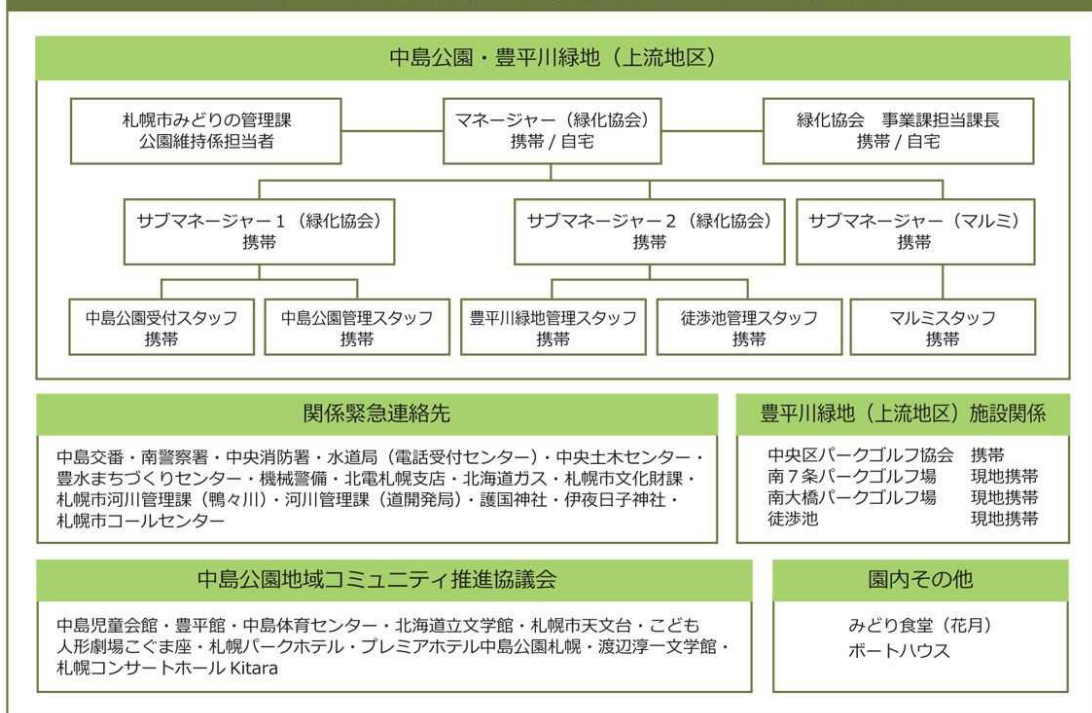 中島公園・豊平川緑地（上流地区）
札幌市みどりの管理課
公園維持係担当者
マネージャー（緑化協会）
携帯 / 自宅
緑化協会　事業課担当課長
携帯 / 自宅
サブマネージャー１（緑化協会）
携帯
サブマネージャー２（緑化協会）
携帯
サブマネージャー（マルミ）
携帯
中島公園受付スタッフ
携帯
中島公園管理スタッフ
携帯
豊平川緑地管理スタッフ
携帯
徒渉池管理スタッフ
携帯
マルミスタッフ
携帯
関係緊急連絡先
中島交番・南警察署・中央消防署・水道局（電話受付センター）・中央土木センター・
豊水まちづくりセンター・機械警備・北電札幌支店・北海道ガス・札幌市文化財課・
札幌市河川管理課（鴨々川）・河川管理課（道開発局）・護国神社・伊夜日子神社・
札幌市コールセンター
豊平川緑地（上流地区）施設関係
中央区パークゴルフ協会　携帯
南７条パークゴルフ場　現地携帯
南大橋パークゴルフ場　現地携帯
徒渉池　現地携帯
中島公園地域コミュニティ推進協議会
中島児童会館・豊平館・中島体育センター・北海道立文学館・札幌市天文台・こども
人形劇場こぐま座・札幌パークホテル・プレミアホテル中島公園札幌・渡辺淳一文学館・
札幌コンサートホール Kitara
園内その他
みどり食堂（花月）
ボートハウス